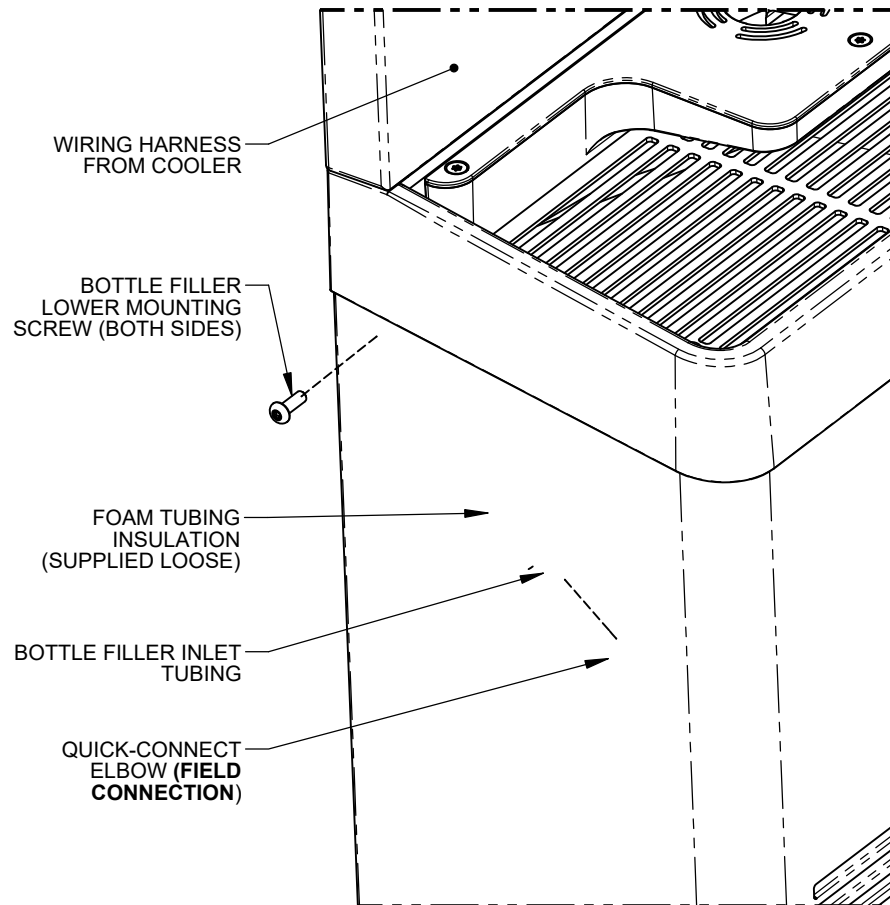 WIRING HARNESS
FROM COOLER
BOTTLE FILLER
LOWER MOUNTING
SCREW (BOTH SIDES)
FOAM TUBING
INSULATION
(SUPPLIED LOOSE)
BOTTLE FILLER INLET
TUBING
QUICK-CONNECT
ELBOW (FIELD
CONNECTION)